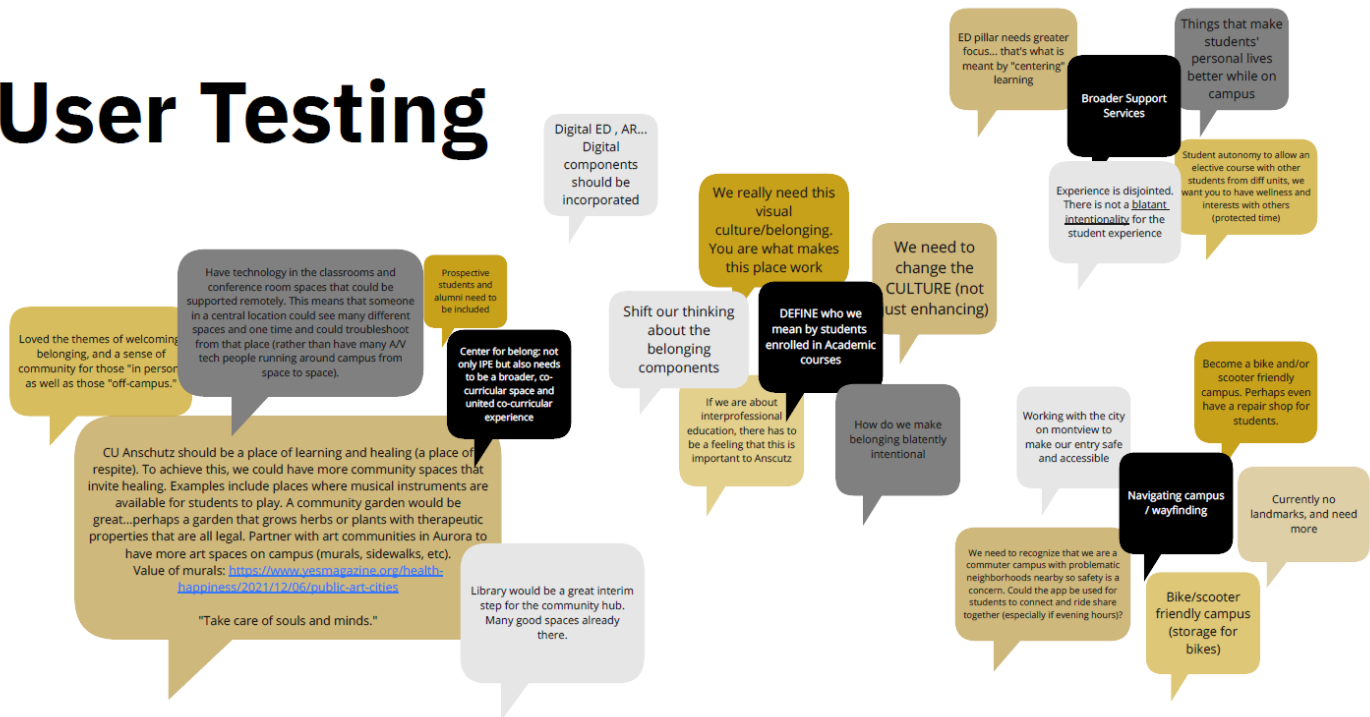 User Testing
Digital ED , AR...
Digital
components
should be
incorporated
Loved the themes of welcoming
belonging, and a sense of
community for those "in person
as well as those "off-campus."
Have technology in the classrooms and
conference room spaces that could be
supported remotely. This means that someone
in a central location could see many different
spaces and one time and could troubleshoot
from that place (rather than have many A/V
tech people running around campus from
space to space).
Prospective
students and
alumni need to
be included
Center for belong: not
only IPE but also needs
to be a broader, co-
curricular space and
united co-curricular
experience
CU Anschutz should be a place of learning and healing (a place of
respite). To achieve this, we could have more community spaces that
invite healing. Examples include places where musical instruments are
available for students to play. A community garden would be
great...perhaps a garden that grows herbs or plants with therapeutic
properties that are all legal. Partner with art communities in Aurora to
have more art spaces on campus (murals, sidewalks, etc).
Value of murals: https://www.yesmagazine.org/health-
happiness/2021/12/06/public-art-cities
"Take care of souls and minds."
Library would be a great interim
step for the community hub.
Many good spaces already
there.
We really need this
visual
culture/belonging.
You are what makes
this place work
We need to
change the
CULTURE (not
just enhancing)
Shift our thinking
about the
belonging
components
DEFINE who we
mean by students
enrolled in Academic
courses
If we are about
interprofessional
education, there has to
be a feeling that this is
important to Anscutz
How do we make
belonging blatently
intentional
ED pillar needs greater
focus... that's what is
meant by "centering"
learning
Broader Support
Services
Things that make
students'
personal lives
better while on
campus
Experience is disjointed.
There is not a blatant
intentionality for the
student experience
Student autonomy to allow an
elective course with other
students from diff units, we
want you to have wellness and
interests with others
(protected time)
Become a bike and/or
scooter friendly
campus. Perhaps even
have a repair shop for
students.
Working with the city
on montview to
make our entry safe
and accessible
Navigating campus
/ wayfinding
Currently no
landmarks, and need
more
We need to recognize that we are a
commuter campus with problematic
neighborhoods nearby so safety is a
concern. Could the app be used for
students to connect and ride share
together (especially if evening hours)?
Bike/scooter
friendly campus
(storage for
bikes)